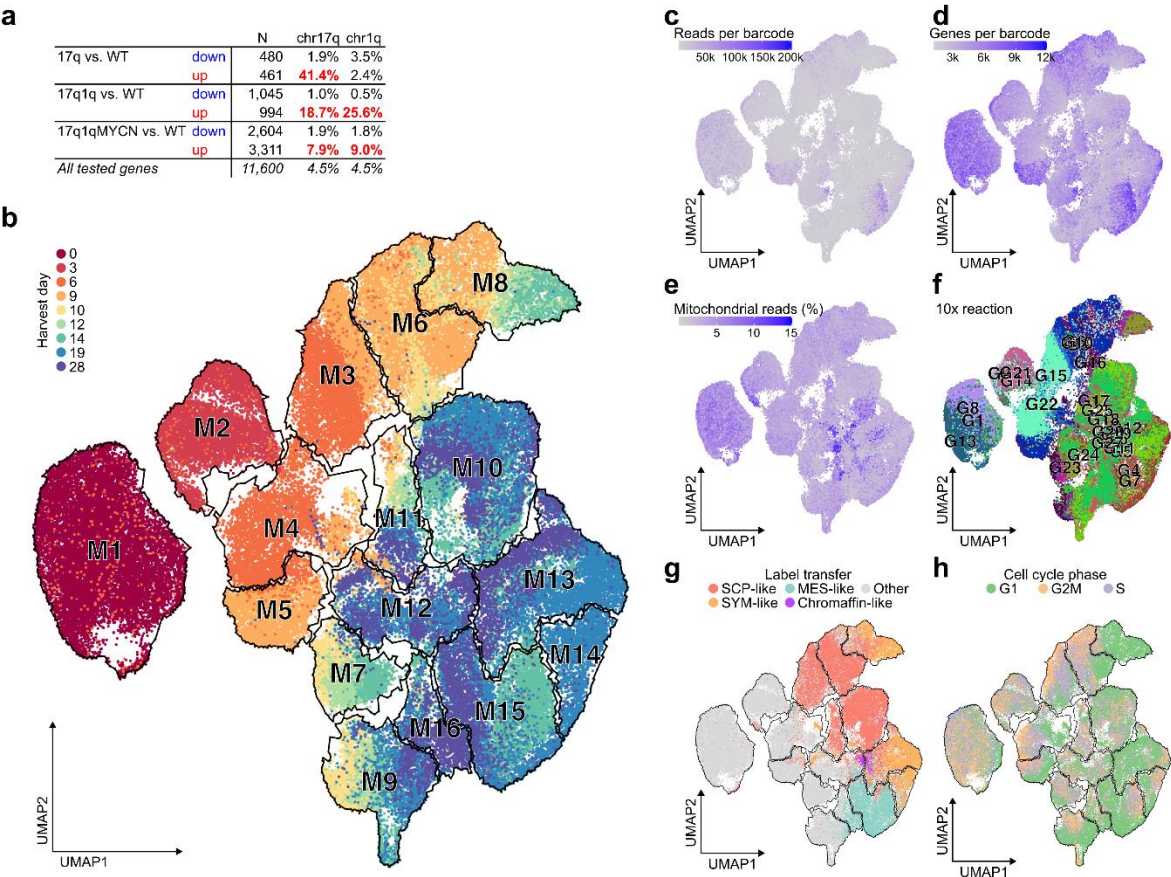 a
N chr17q chr1q
17q vs. WT down 480 1.9% 3.5%
up 461 41.4% 2.4%
17q1q vs. WT down 1,045 1.0% 0.5%
up 994 18.7% 25.6%
17q1qMYCN vs. WT down 2,604 1.9% 1.8%
up 3,311 7.9% 9.0%
All tested genes 11,600 4.5% 4.5%
b
Harvest day
0
3
6
9
10
12
14
19
28
M8
M6
M3
M2
M10
M11
M4
M1
M13
M12
M5
M14
M7
M15
M16
M9
UMAP2
UMAP1
c
Reads per barcode
50k 100k 150k 200k
UMAP2
UMAP1
d
Genes per barcode
3k 6k 9k 12k
UMAP2
UMAP1
e
Mitochondrial reads (%)
5 10 15
UMAP2
UMAP1
f
10x reaction
G16
G15
G21
G14
G22
G17
G25
G8
G1
G18
G13
G24
G23
G4
G7
UMAP2
UMAP1
g
Label transfer
SCP-like MES-like Other
SYM-like Chromaffin-like
UMAP2
UMAP1
h
Cell cycle phase
G1 G2M S
UMAP2
UMAP1